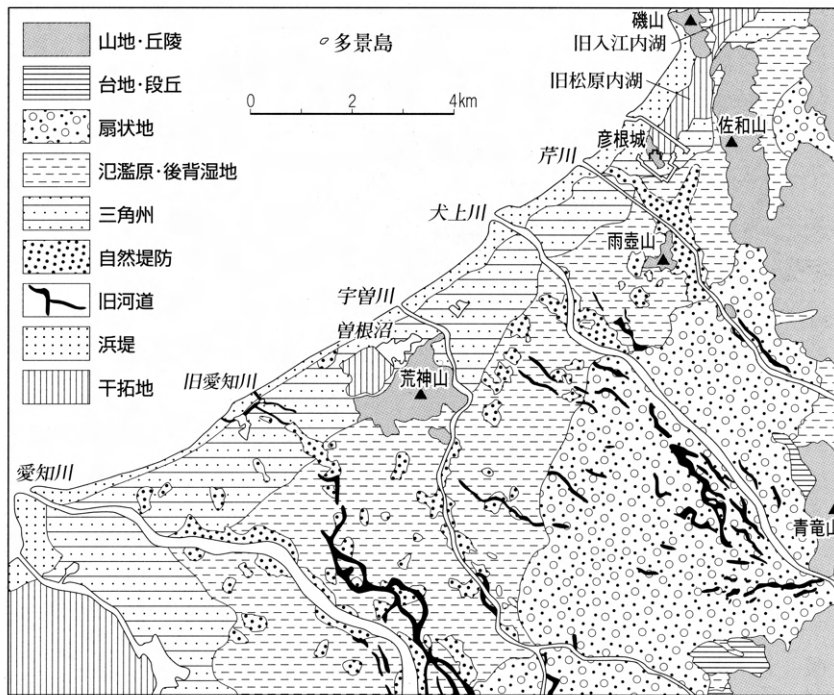 山地・丘陵
台地・段丘
扇状地
氾濫原・後背湿地
三角州
自然堤防
旧河道
浜堤
干拓地
多景島
0 2 4km
磯山
旧入江内湖
旧松原内湖
彦根城
佐和山
芹川
犬上川
雨壺山
宇曽川
曽根沼
荒神山
旧愛知川
愛知川
青竜山